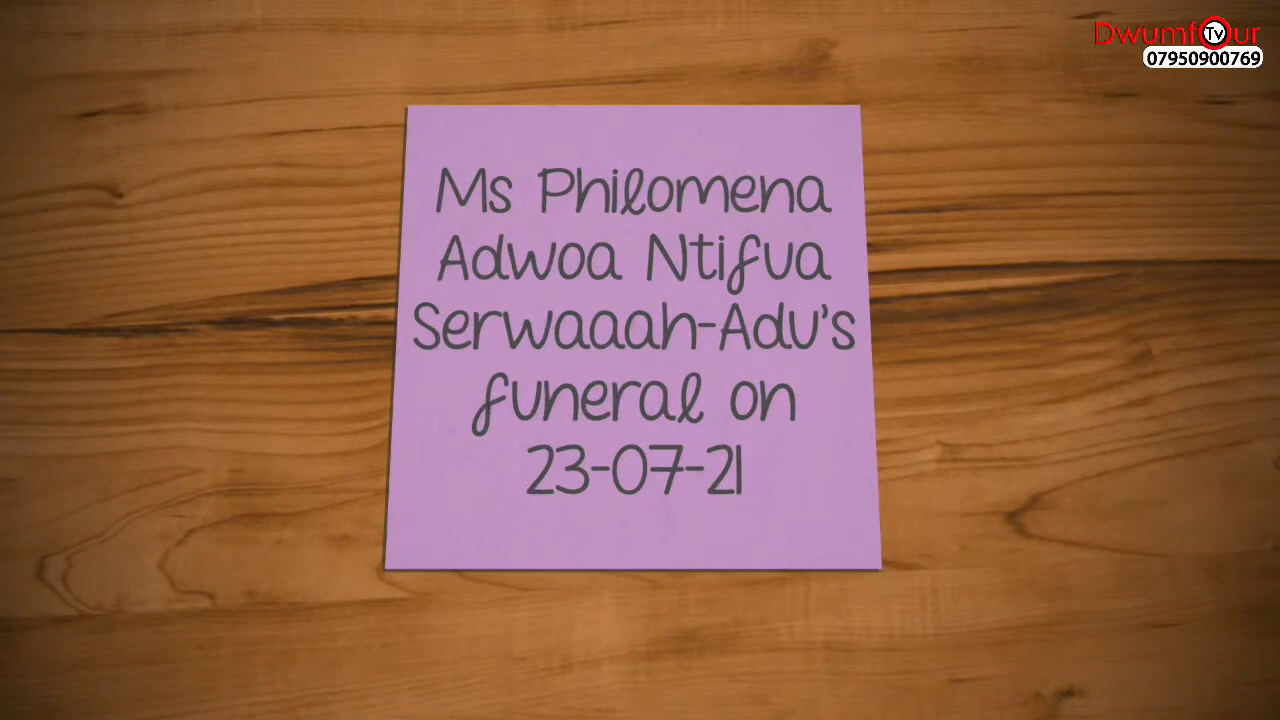 Dwumfour TV
07950900769
Ms Philomena
Adwoa Ntifua
Serwaaah-Adu's
funeral on
23-07-21